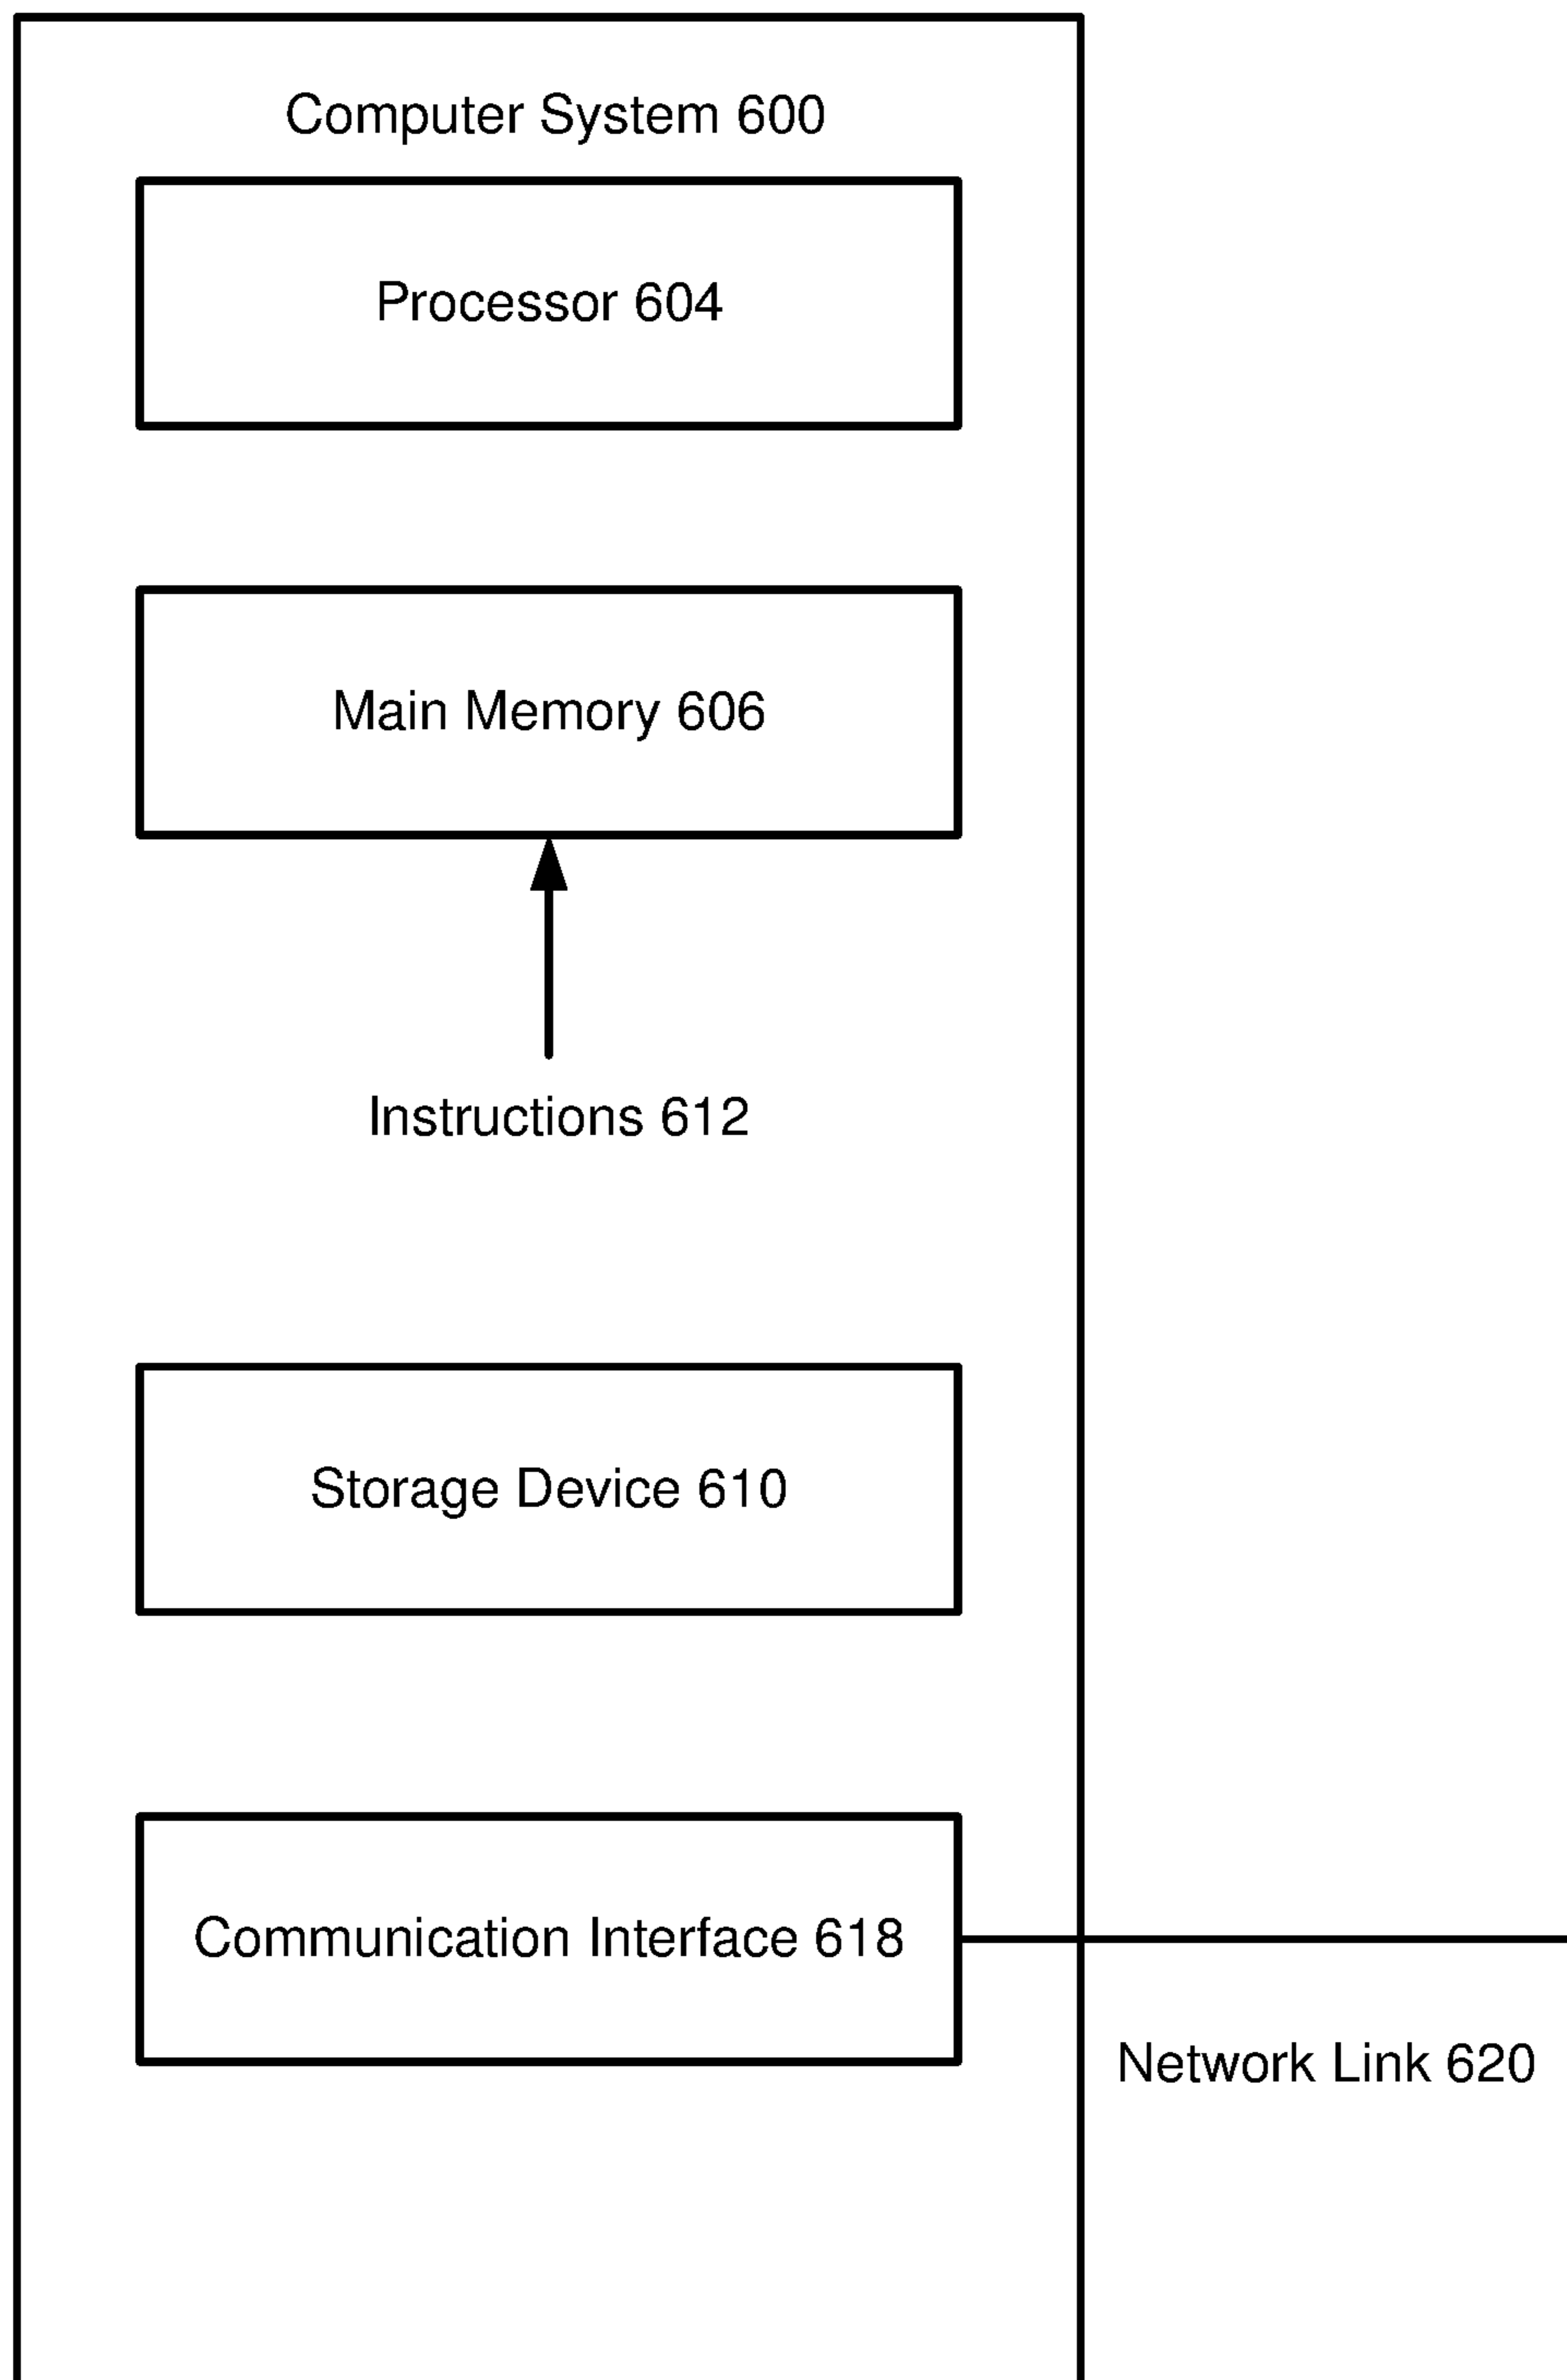 Computer System 600
Processor 604
Main Memory 606
Instructions 612
Storage Device 610
Communication Interface 618
Network Link 620